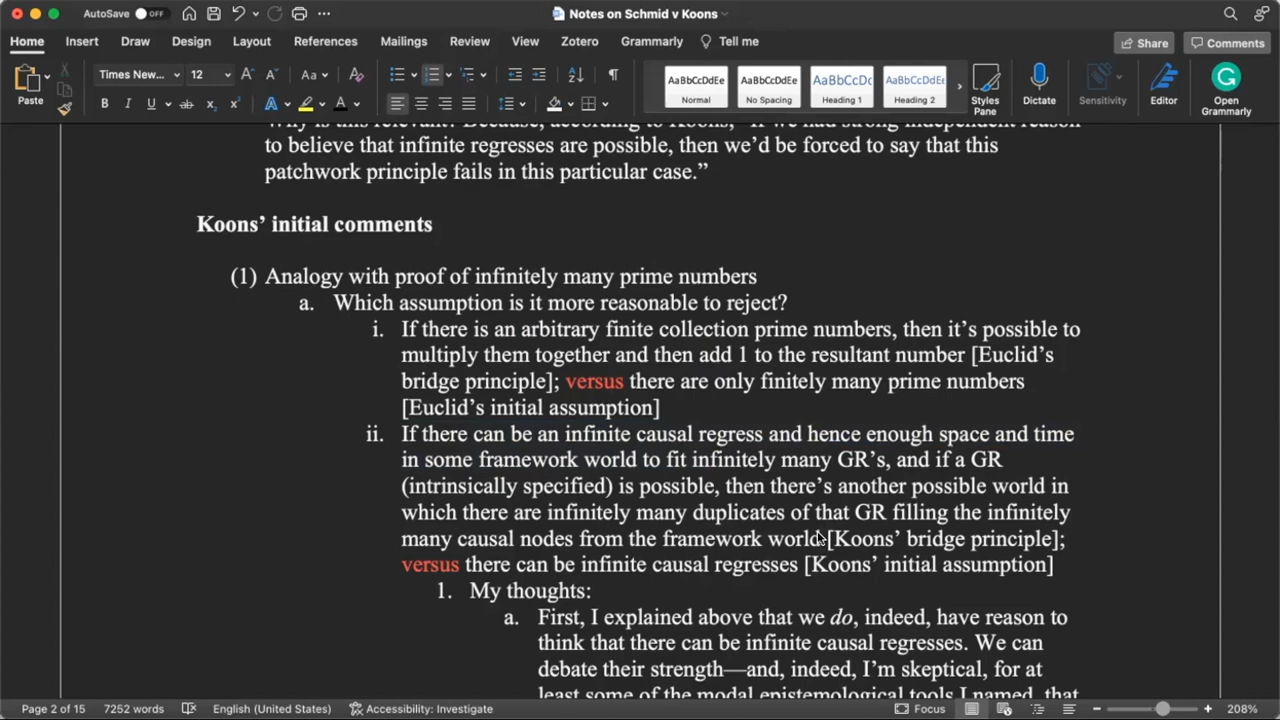 AutoSave OFF
Notes on Schmid v Koons
Home Insert Draw Design Layout References Mailings Review View Zotero Grammarly Tell me
Share Comments
Paste
Times New... 12
AaBbCcDdEe
Normal
AaBbCcDdEe
No Spacing
AaBbCcDc
Heading 1
AaBbCcDdEe
Heading 2
Styles Pane
Dictate
Sensitivity
Editor
Open Grammarly
to believe that infinite regresses are possible, then we’d be forced to say that this
patchwork principle fails in this particular case.”
Koons’ initial comments
(1) Analogy with proof of infinitely many prime numbers
a. Which assumption is it more reasonable to reject?
i. If there is an arbitrary finite collection prime numbers, then it’s possible to
multiply them together and then add 1 to the resultant number [Euclid’s
bridge principle]; versus there are only finitely many prime numbers
[Euclid’s initial assumption]
ii. If there can be an infinite causal regress and hence enough space and time
in some framework world to fit infinitely many GR’s, and if a GR
(intrinsically specified) is possible, then there’s another possible world in
which there are infinitely many duplicates of that GR filling the infinitely
many causal nodes from the framework world [Koons’ bridge principle];
versus there can be infinite causal regresses [Koons’ initial assumption]
1. My thoughts:
a. First, I explained above that we do, indeed, have reason to
think that there can be infinite causal regresses. We can
debate their strength—and, indeed, I’m skeptical, for at
least some of the modal epistemological tools I named, that
Page 2 of 15 7252 words English (United States) Accessibility: Investigate Focus 208%